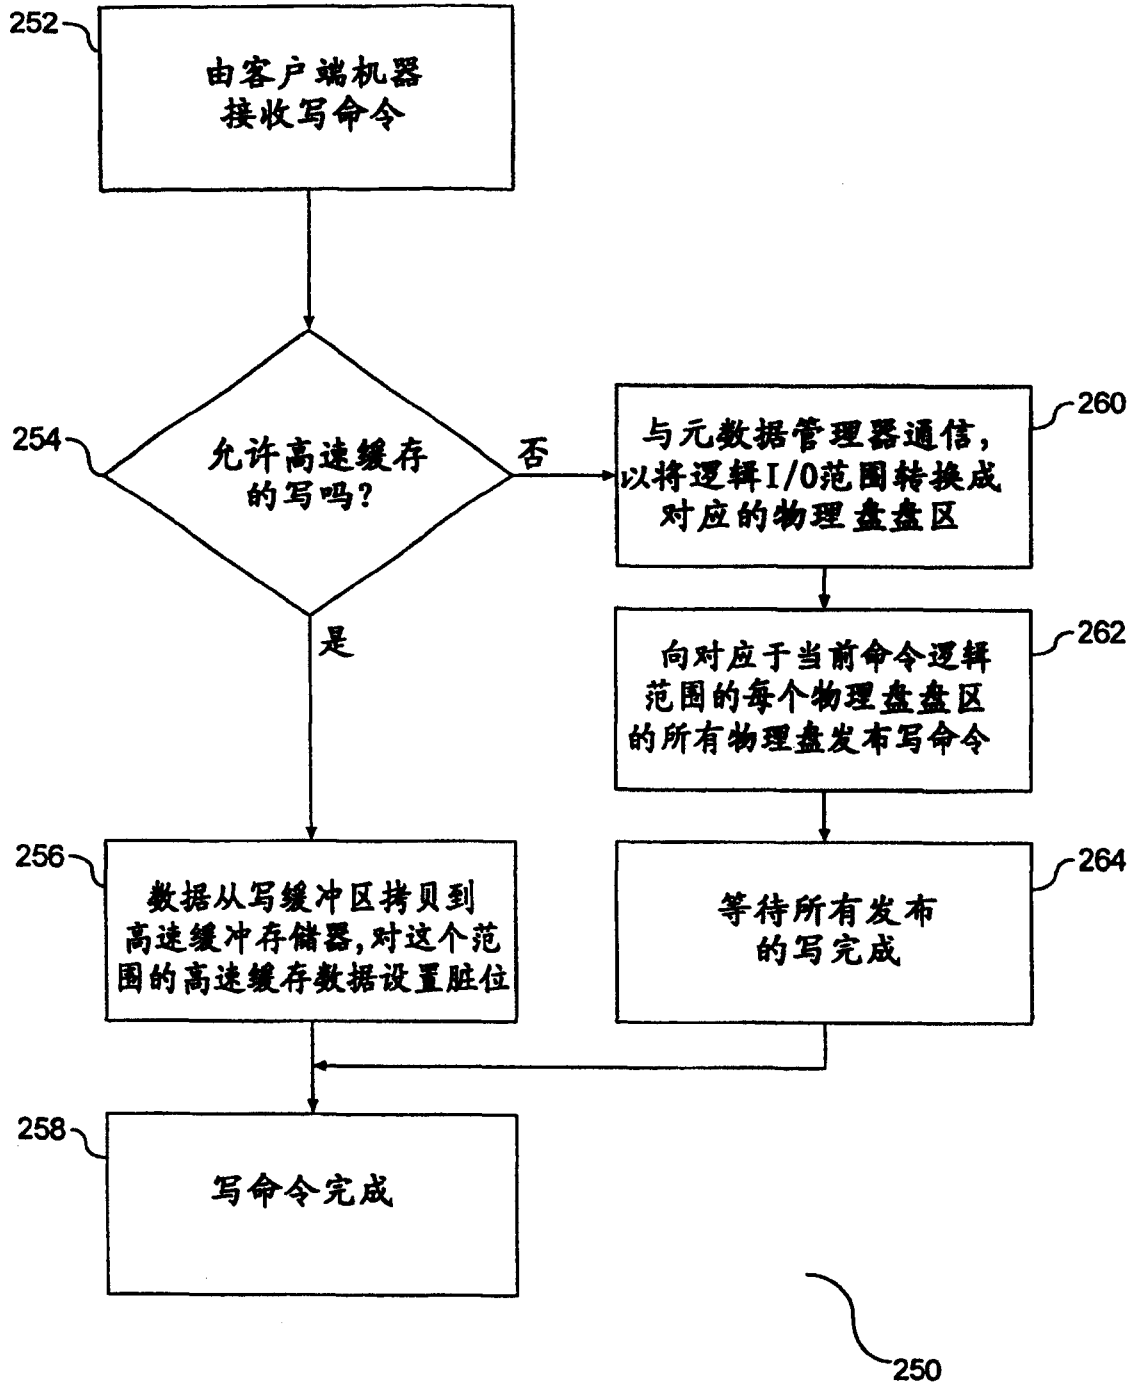 252
由客户端机器
接收写命令
254
允许高速缓存
的写吗?
否
是
260
与元数据管理器通信,
以将逻辑I/O范围转换成
对应的物理盘盘区
262
向对应于当前命令逻辑
范围的每个物理盘盘区
的所有物理盘发布写命令
256
数据从写缓冲区拷贝到
高速缓冲存储器,对这个范
围的高速缓存数据设置脏位
264
等待所有发布
的写完成
258
写命令完成
250